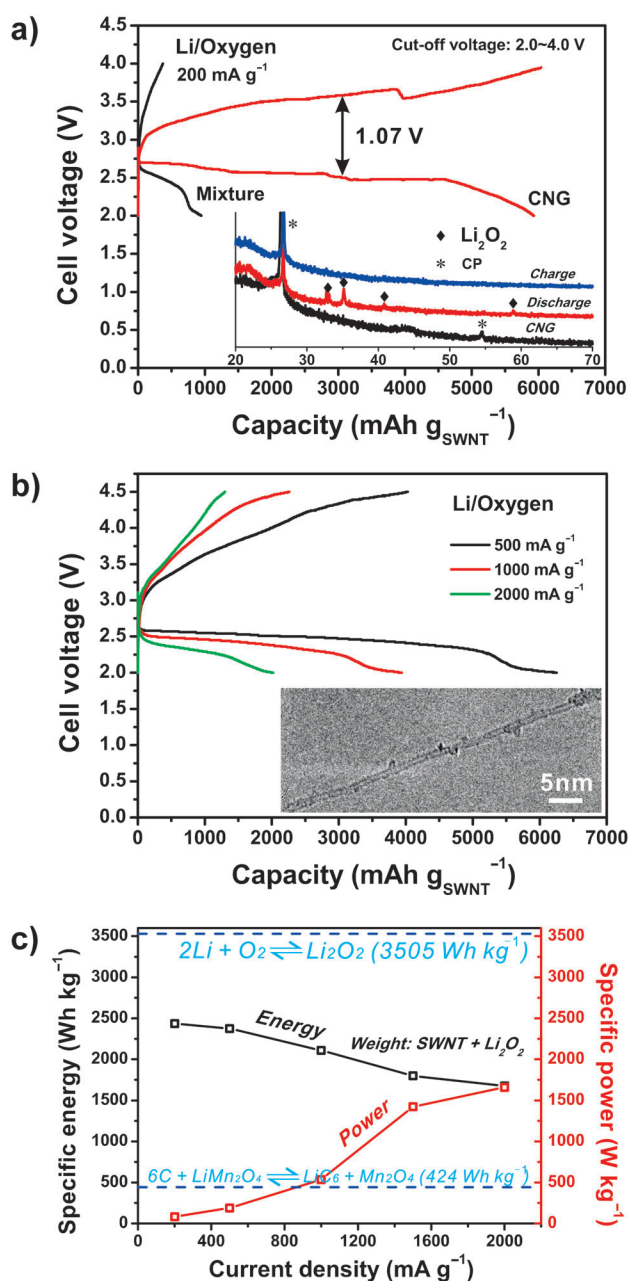 a)
Li/Oxygen
200 mA g⁻¹
Cut-off voltage: 2.0~4.0 V
1.07 V
Mixture
CNG
♦ Li₂O₂
* CP
*
Charge
Discharge
CNG
*
20 30 40 50 60 70
Cell voltage (V)
4.5
4.0
3.5
3.0
2.5
2.0
1.5
1.0
0.5
0.0
0 1000 2000 3000 4000 5000 6000 7000
Capacity (mAh g_SWNT⁻¹)
b)
Li/Oxygen
500 mA g⁻¹
1000 mA g⁻¹
2000 mA g⁻¹
5nm
Cell voltage (V)
4.5
4.0
3.5
3.0
2.5
2.0
1.5
1.0
0.5
0.0
0 1000 2000 3000 4000 5000 6000 7000
Capacity (mAh g_SWNT⁻¹)
c)
2Li + O₂ ⇌ Li₂O₂ (3505 Wh kg⁻¹)
Energy
Weight: SWNT + Li₂O₂
Power
6C + LiMn₂O₄ ⇌ LiC₆ + Mn₂O₄ (424 Wh kg⁻¹)
Specific energy (Wh kg⁻¹)
3500
3000
2500
2000
1500
1000
500
0
Specific power (W kg⁻¹)
3500
3000
2500
2000
1500
1000
500
0
400 800 1200 1600 2000
Current density (mA g⁻¹)